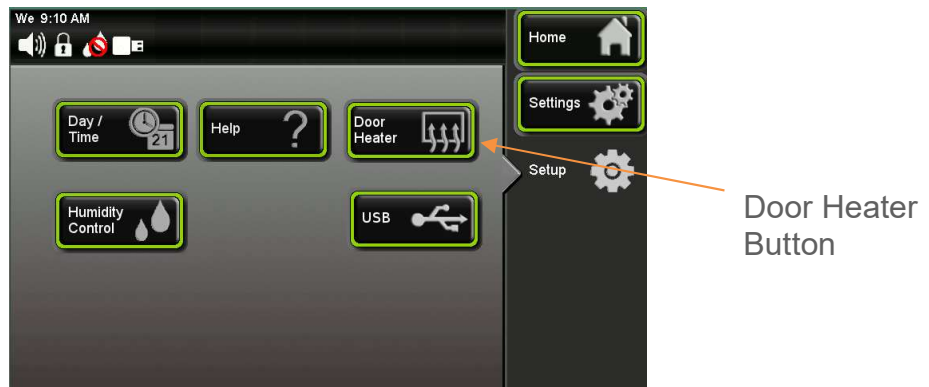 We 9:10 AM
Home
Settings
Day /
Time
21
Help
?
Door
Heater
Setup
Humidity
Control
USB
Door Heater
Button